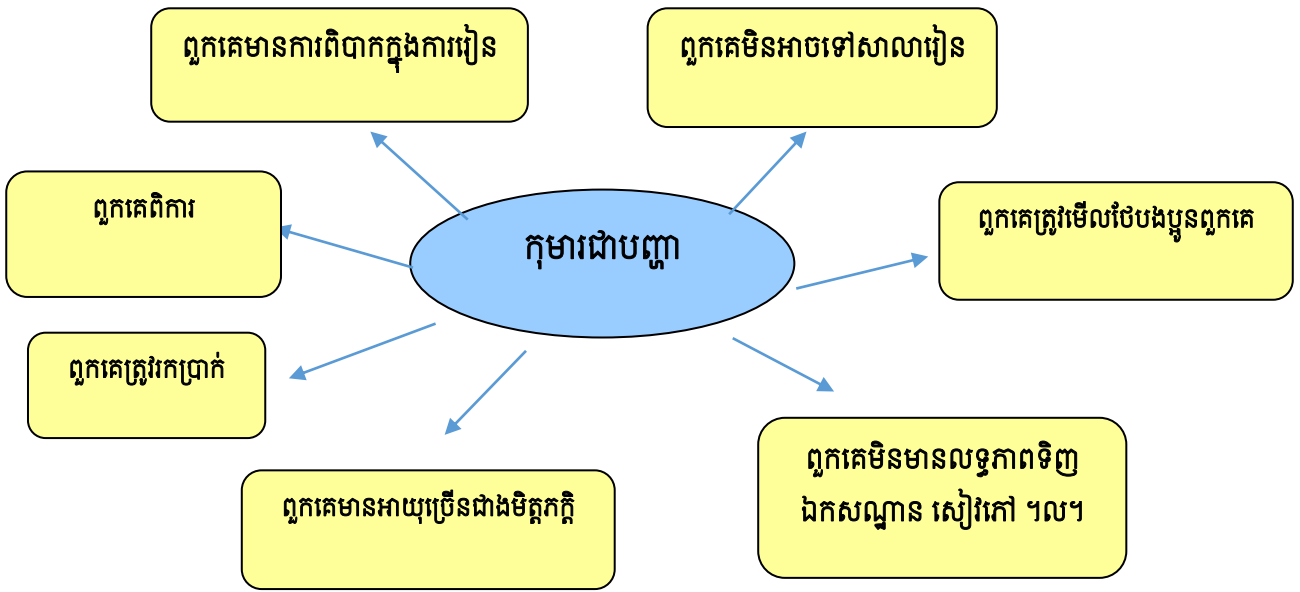 ពួកគេមានការពិបាកក្នុងការរៀន
ពួកគេមិនអាចទៅសាលារៀន
ពួកគេពិការ
ពួកគេត្រូវមើលថែបងប្អូនពួកគេ
កុមារជាបញ្ហា
ពួកគេត្រូវរកប្រាក់
ពួកគេមិនមានលទ្ធភាពទិញ
ឯកសណ្ឋាន សៀវភៅ ។ល។
ពួកគេមានអាយុច្រើនជាងមិត្តភក្តិ